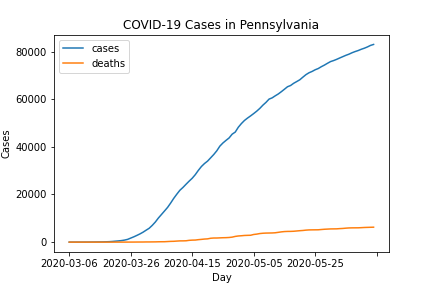 COVID-19 Cases in Pennsylvania
cases
deaths
80000
60000
40000
20000
0
Cases
2020-03-06 2020-03-26 2020-04-15 2020-05-05 2020-05-25
Day